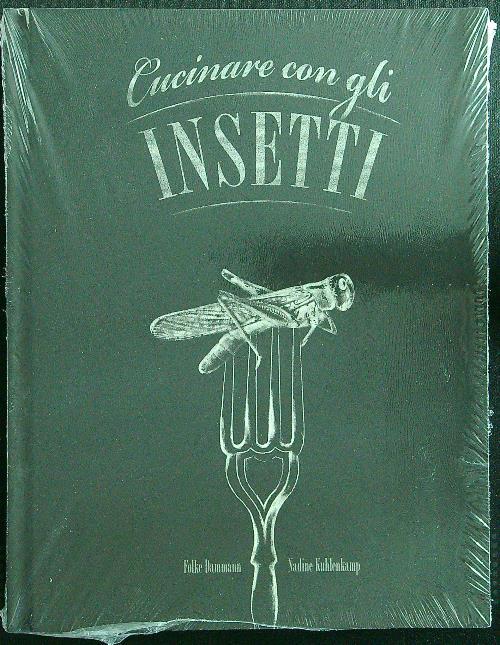 Cucinare con gli
INSETTI
Folke Dammann Nadine Kuhlenkamp